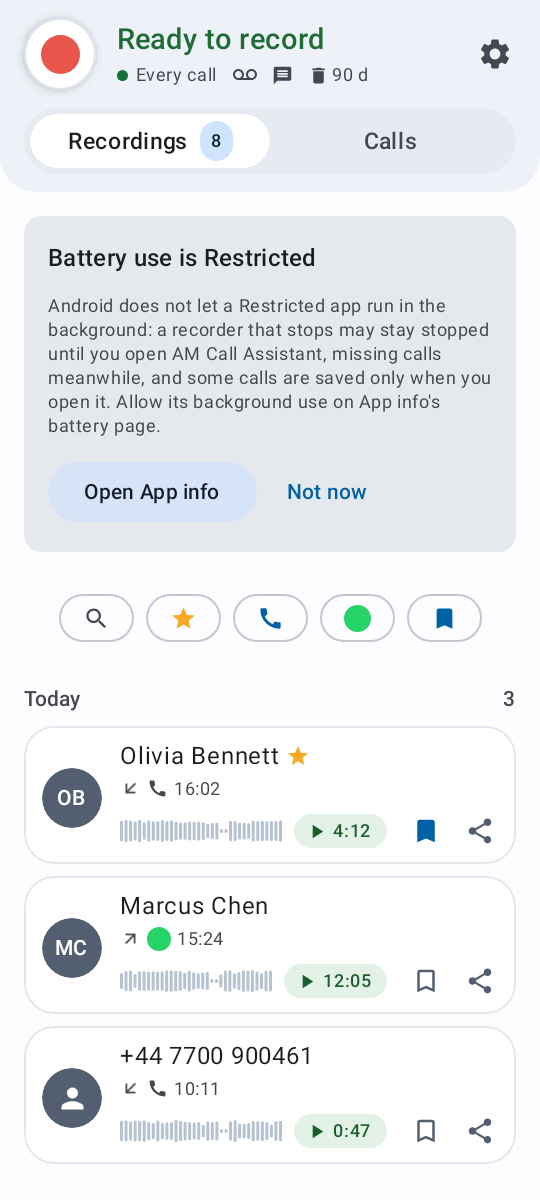 Ready to record
Every call 90 d
Recordings 8 Calls
Battery use is Restricted
Android does not let a Restricted app run in the
background: a recorder that stops may stay stopped
until you open AM Call Assistant, missing calls
meanwhile, and some calls are saved only when you
open it. Allow its background use on App info's
battery page.
Open App info Not now
Today 3
Olivia Bennett
OB
16:02
4:12
Marcus Chen
MC
15:24
12:05
+44 7700 900461
10:11
0:47